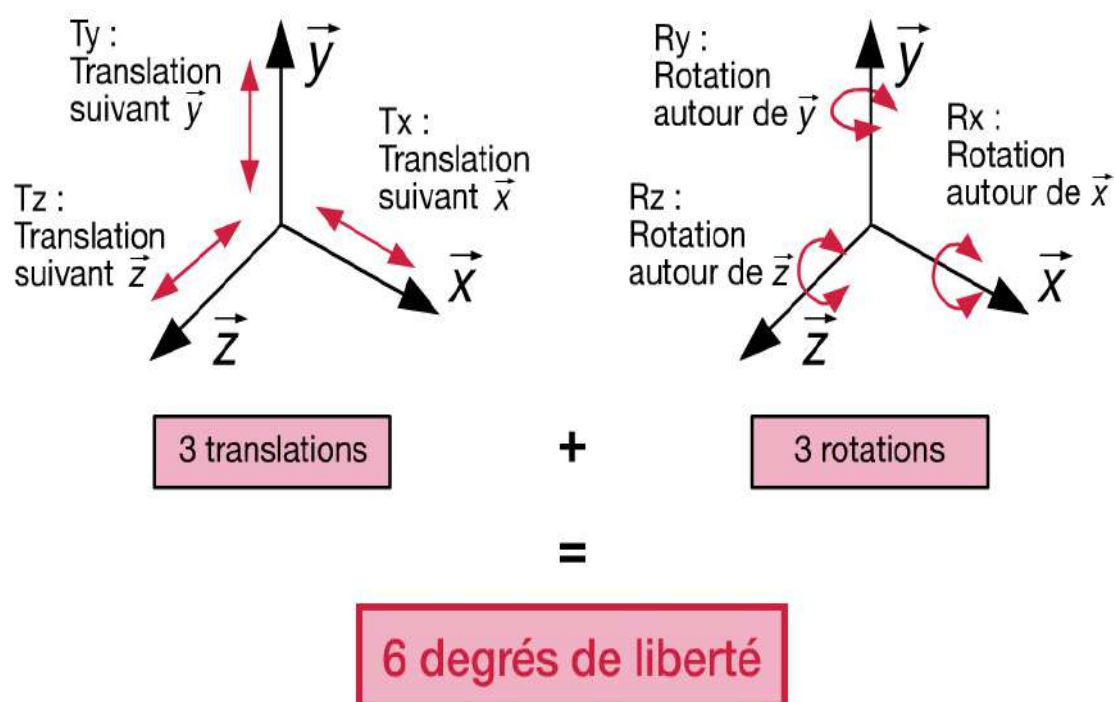 Ty :
Translation
suivant y
y
Tx :
Translation
suivant x
Tz :
Translation
suivant z
x
z
Ry :
Rotation
autour de y
y
Rx :
Rotation
autour de x
Rz :
Rotation
autour de z
x
z
3 translations
+
3 rotations
=
6 degrés de liberté